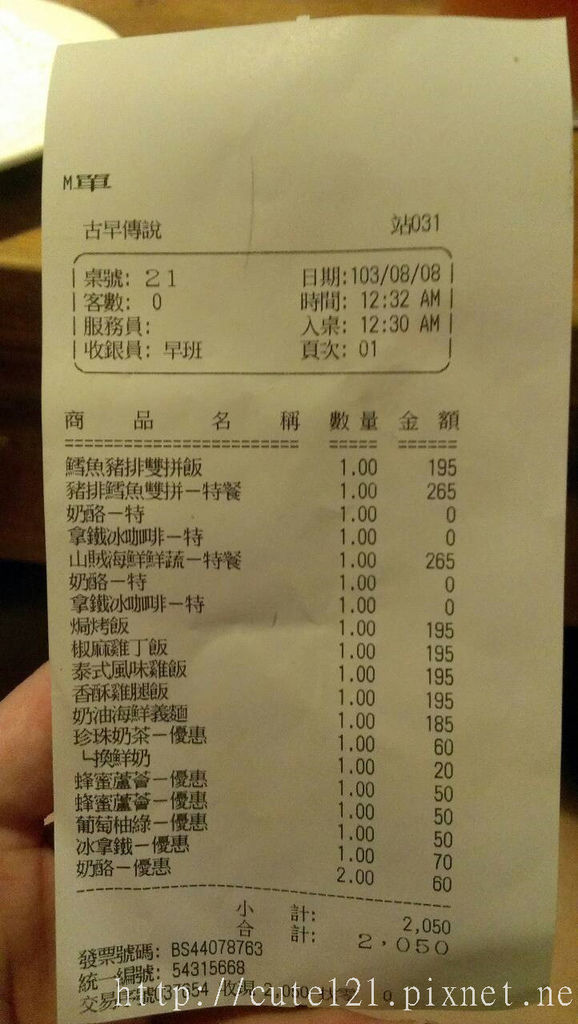 M單
古早傳說 站031
桌號: 21 日期:103/08/08
客數: 0 時間: 12:32 AM
服務員: 入桌: 12:30 AM
收銀員: 早班 頁次: 01
商品名稱 數量 金額
鱈魚豬排雙拼飯 1.00 195
豬排鱈魚雙拼－特餐 1.00 265
奶酪－特 1.00 0
拿鐵冰咖啡－特 1.00 0
山賊海鮮鮮蔬－特餐 1.00 265
奶酪－特 1.00 0
拿鐵冰咖啡－特 1.00 0
焗烤飯 1.00 195
椒麻雞丁飯 1.00 195
泰式風味雞飯 1.00 195
香酥雞腿飯 1.00 195
奶油海鮮義麵 1.00 185
珍珠奶茶－優惠 1.00 60
└換鮮奶 1.00 20
蜂蜜蘆薈－優惠 1.00 50
蜂蜜蘆薈－優惠 1.00 50
葡萄柚綠－優惠 1.00 50
冰拿鐵－優惠 1.00 70
奶酪－優惠 2.00 60
小計: 2,050
合計: 2,050
發票號碼: BS44078763
統一編號: 54315668
交易 037654 收現 2,050 0
http://cute121.pixnet.ne